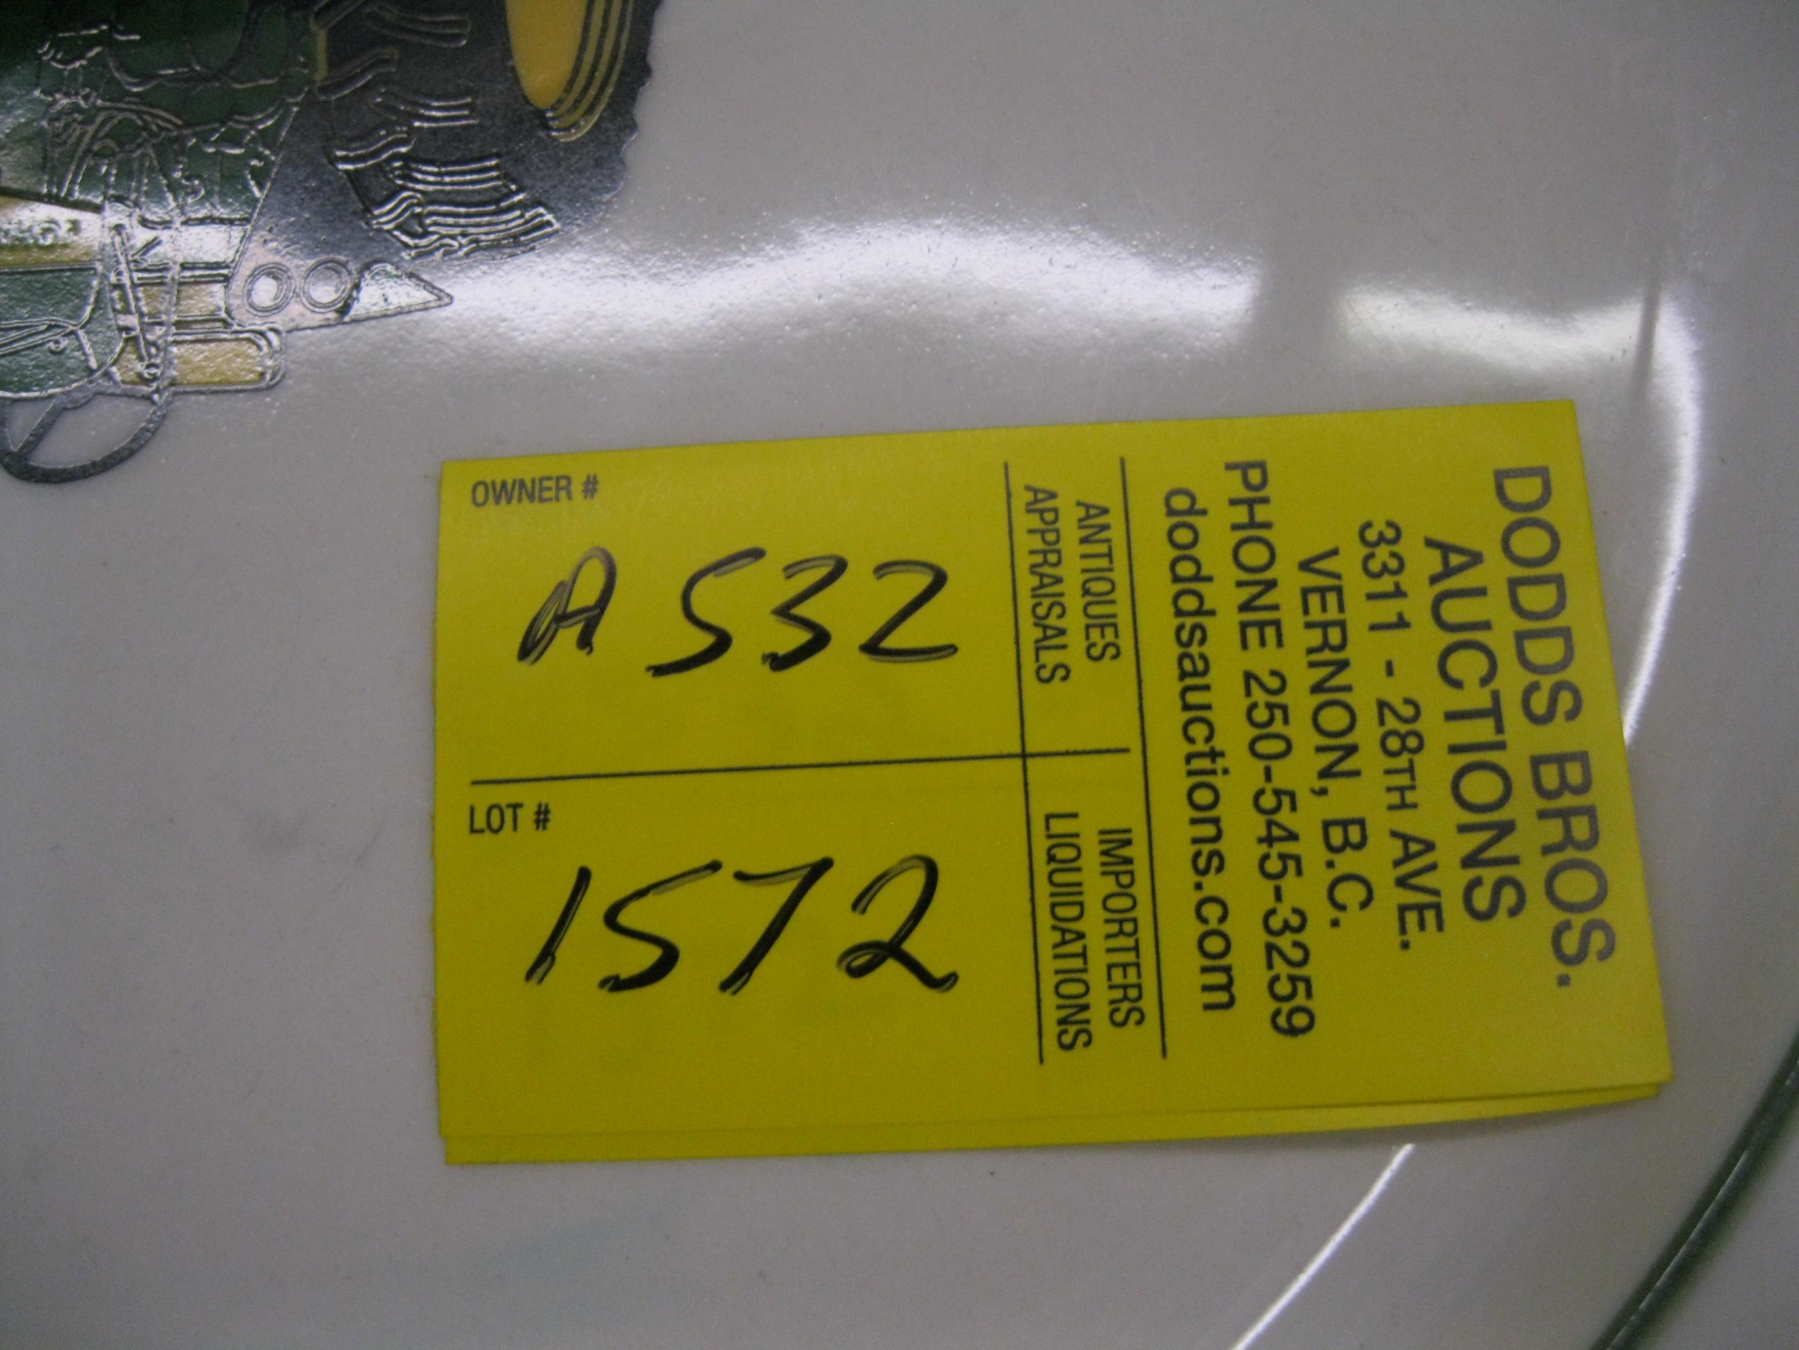 DODDS BROS.
AUCTIONS
3311 - 28TH AVE.
VERNON, B.C.
PHONE 250-545-3259
doddsauctions.com
ANTIQUES IMPORTERS
APPRAISALS LIQUIDATIONS
OWNER #
A532
LOT #
1572